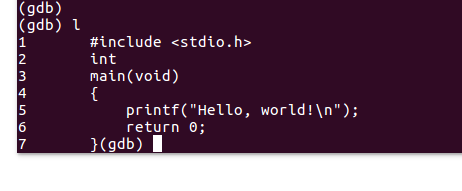 (gdb)
(gdb) l
1       #include <stdio.h>
2       int
3       main(void)
4       {
5           printf("Hello, world!\n");
6           return 0;
7       }(gdb)